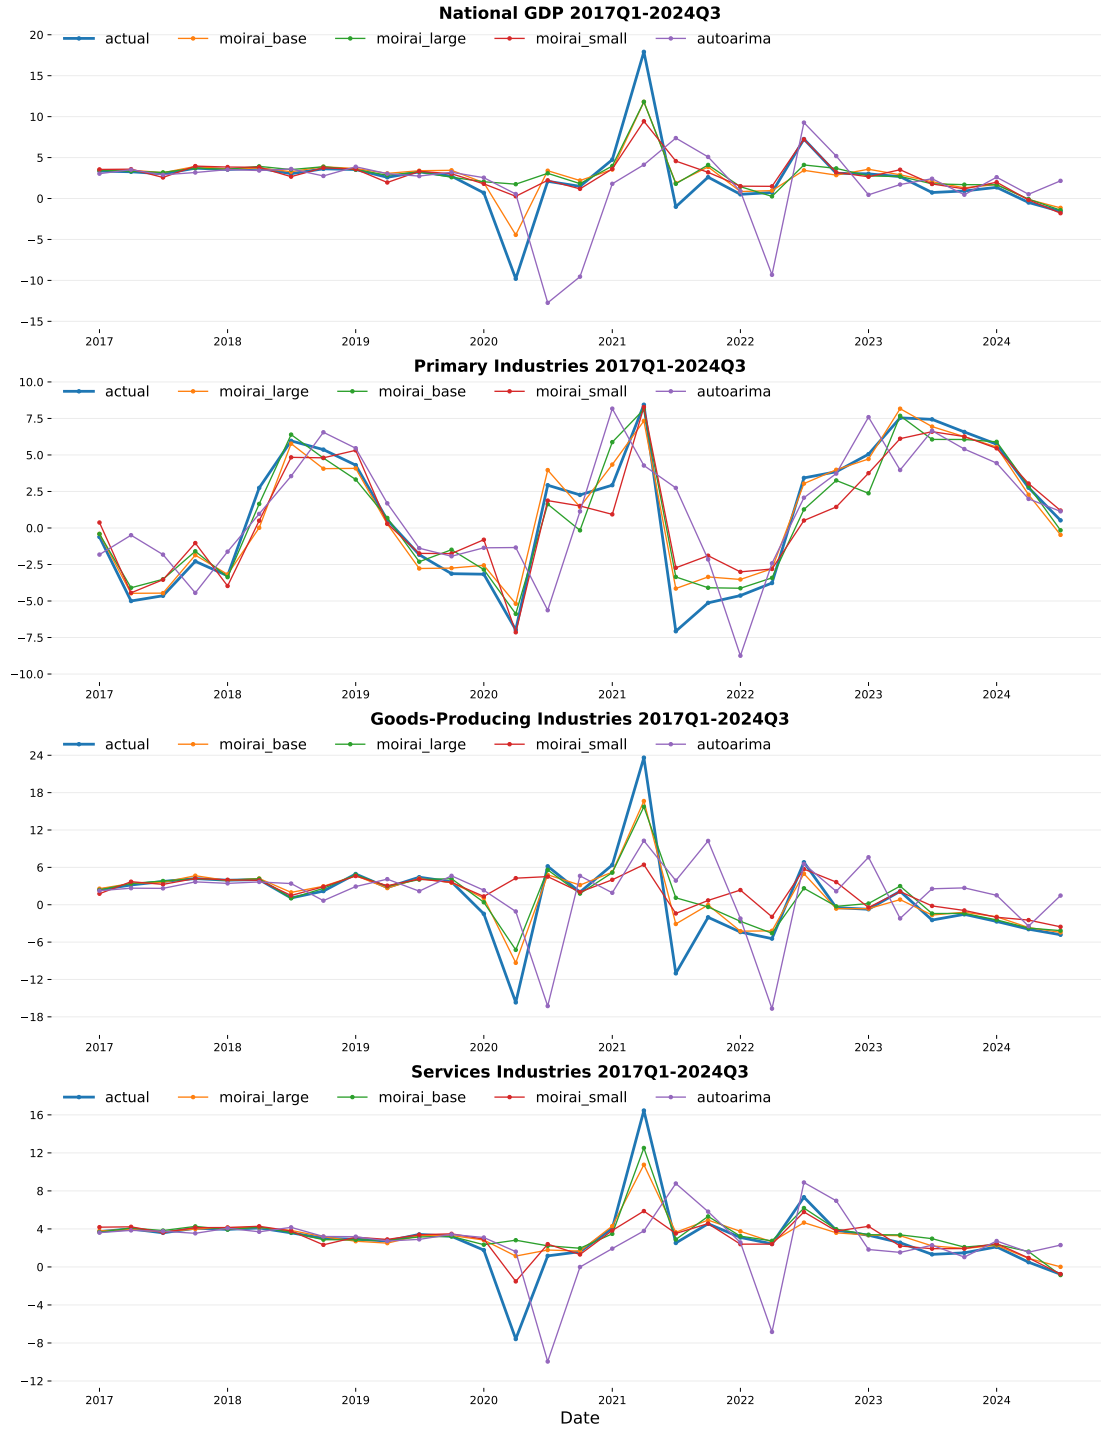 National GDP 2017Q1-2024Q3
actual moirai_base moirai_large moirai_small autoarima
20
15
10
5
0
−5
−10
−15
2017 2018 2019 2020 2021 2022 2023 2024
Primary Industries 2017Q1-2024Q3
actual moirai_large moirai_base moirai_small autoarima
10.0
7.5
5.0
2.5
0.0
−2.5
−5.0
−7.5
−10.0
2017 2018 2019 2020 2021 2022 2023 2024
Goods-Producing Industries 2017Q1-2024Q3
actual moirai_base moirai_large moirai_small autoarima
24
18
12
6
0
−6
−12
−18
2017 2018 2019 2020 2021 2022 2023 2024
Services Industries 2017Q1-2024Q3
actual moirai_large moirai_base moirai_small autoarima
16
12
8
4
0
−4
−8
−12
2017 2018 2019 2020 2021 2022 2023 2024
Date